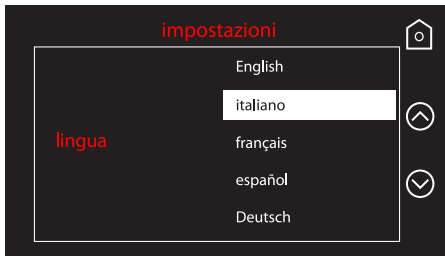 impostazioni
English
italiano
lingua
français
español
Deutsch